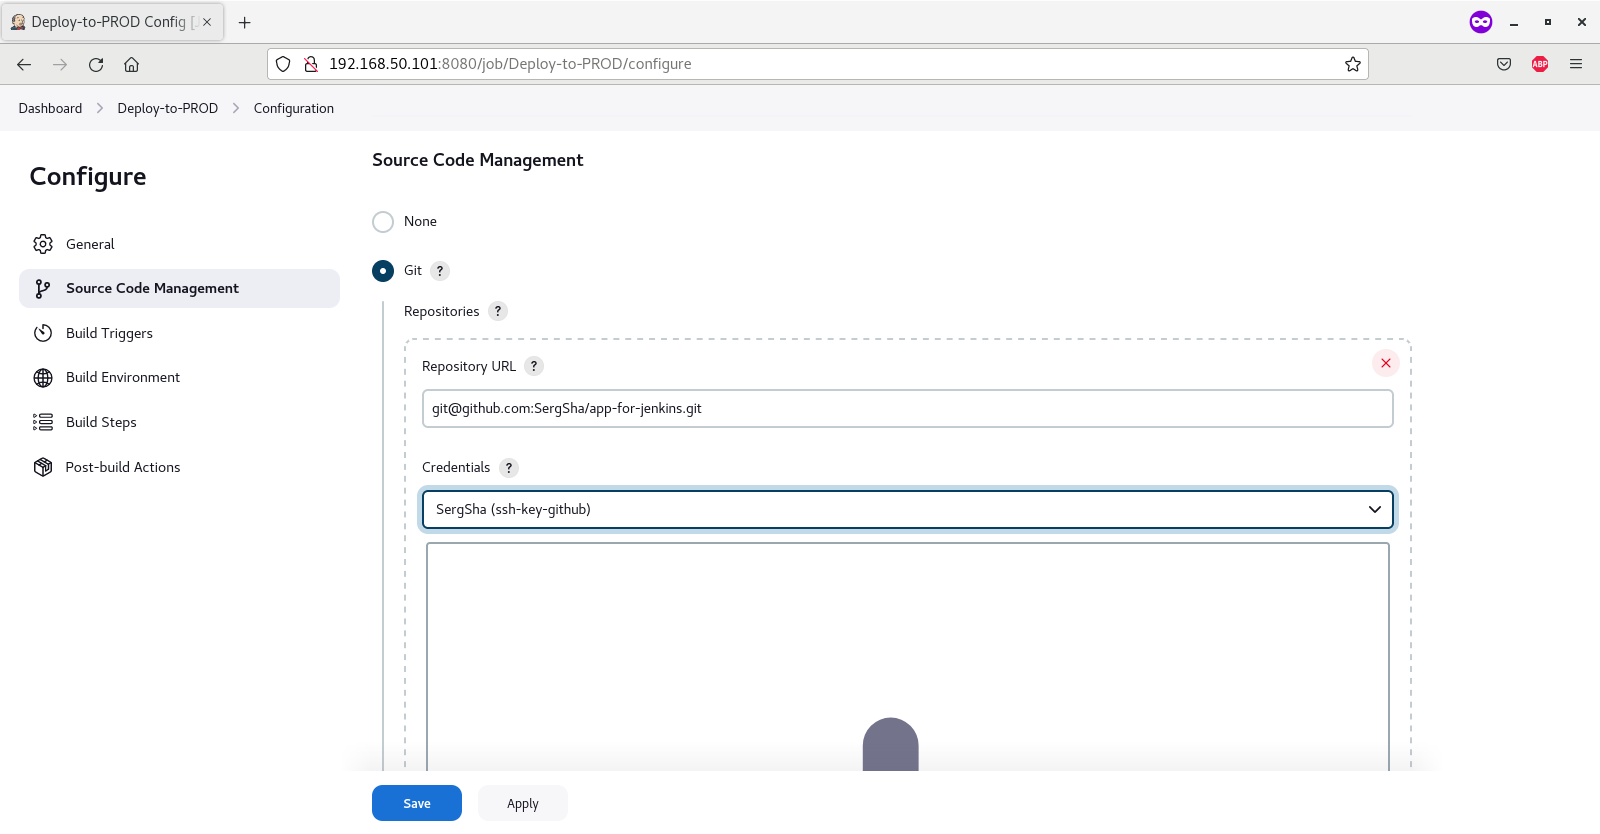 Deploy-to-PROD Config [
192.168.50.101:8080/job/Deploy-to-PROD/configure
ABP
Dashboard
Deploy-to-PROD
Configuration
Configure
General
Source Code Management
Build Triggers
Build Environment
Build Steps
Post-build Actions
Source Code Management
None
Git ?
Repositories ?
Repository URL ?
git@github.com:SergSha/app-for-jenkins.git
Credentials ?
SergSha (ssh-key-github)
Save
Apply